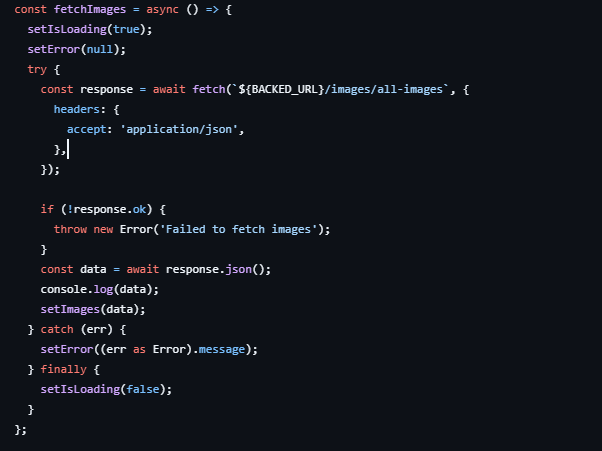 const fetchImages = async () => {
  setIsLoading(true);
  setError(null);
  try {
    const response = await fetch(`${BACKED_URL}/images/all-images`, {
      headers: {
        accept: 'application/json',
      },
    });

    if (!response.ok) {
      throw new Error('Failed to fetch images');
    }
    const data = await response.json();
    console.log(data);
    setImages(data);
  } catch (err) {
    setError((err as Error).message);
  } finally {
    setIsLoading(false);
  }
};